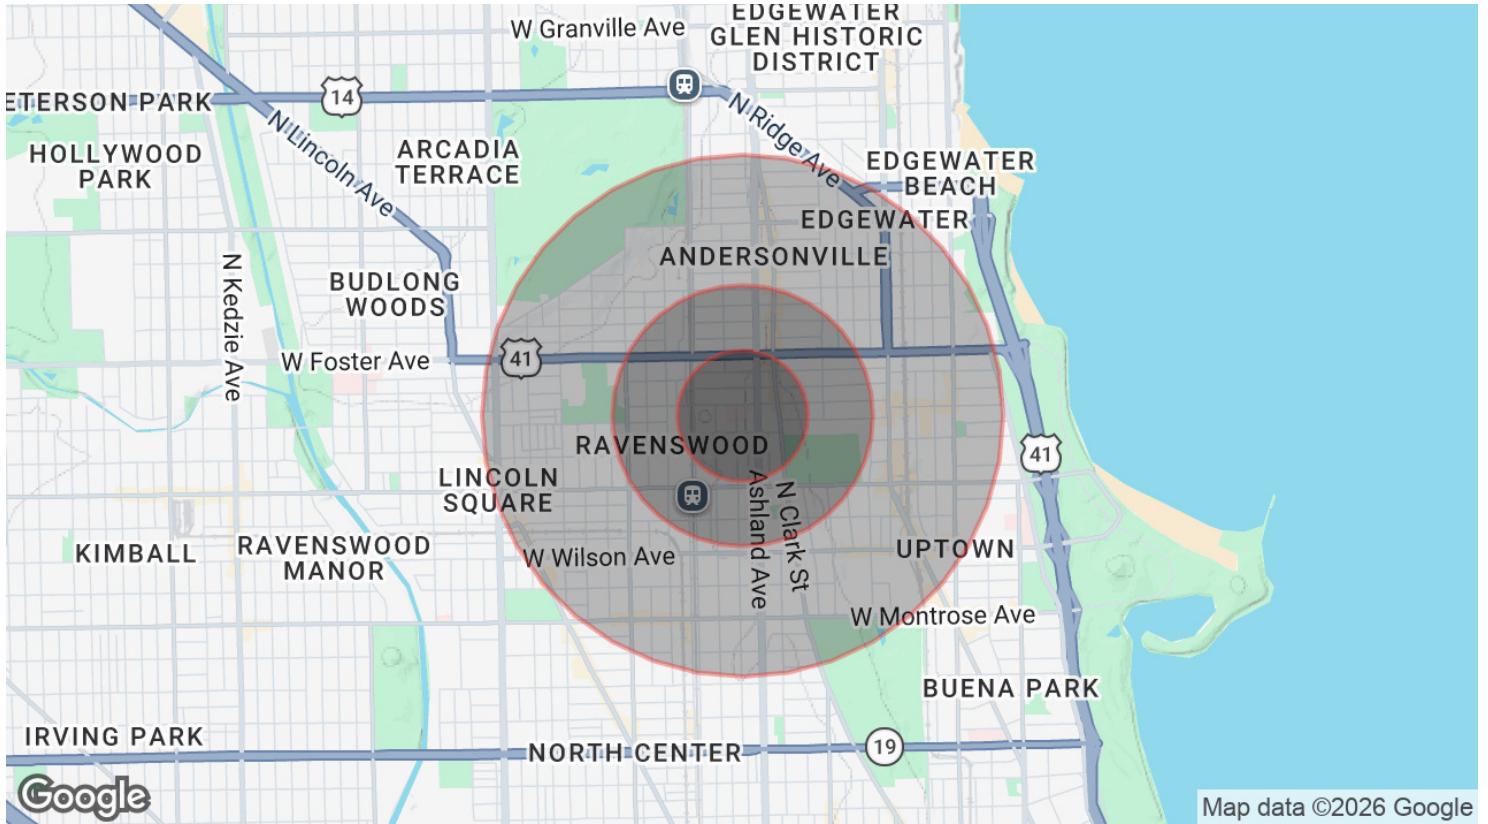 W Granville Ave
EDGEWATER
GLEN HISTORIC
DISTRICT
ETERSON PARK
14
N Lincoln Ave
N Ridge Ave
HOLLYWOOD
PARK
ARCADIA
TERRACE
EDGEWATER
BEACH
EDGEWATER
ANDERSONVILLE
N Kedzie Ave
BUDLONG
WOODS
W Foster Ave
41
RAVENSWOOD
41
LINCOLN
SQUARE
Ashland Ave
N Clark St
KIMBALL
RAVENSWOOD
MANOR
W Wilson Ave
UPTOWN
W Montrose Ave
BUENA PARK
IRVING PARK
NORTH CENTER
19
Google
Map data ©2026 Google